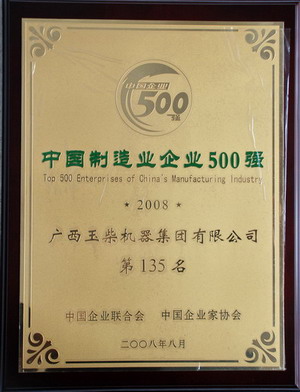 中国企业
500
强
中国制造业企业500强
Top 500 Enterprises of China's Manufacturing Industry
2008
广西玉柴机器集团有限公司
第135名
中国企业联合会 中国企业家协会
二〇〇八年八月